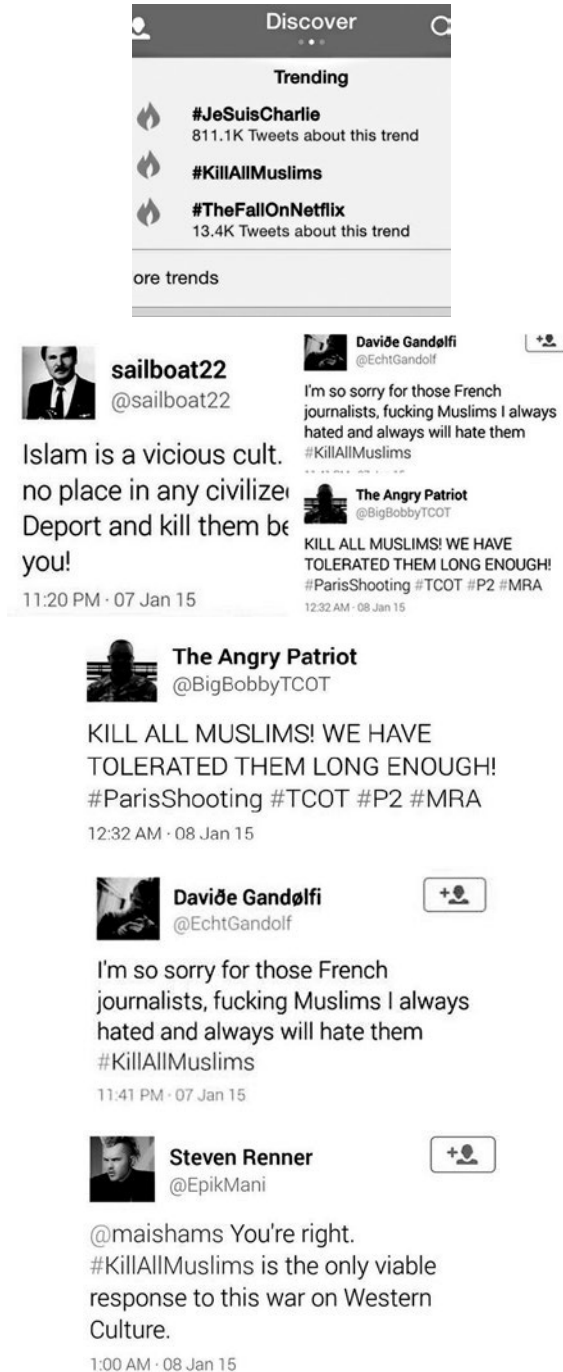 Discover
Trending
#JeSuisCharlie
811.1K Tweets about this trend
#KillAllMuslims
#TheFallOnNetflix
13.4K Tweets about this trend
ore trends
sailboat22
@sailboat22
Islam is a vicious cult.
no place in any civilize
Deport and kill them be
you!
11:20 PM · 07 Jan 15
Daviðe Gandølfi
@EchtGandolf
I'm so sorry for those French
journalists, fucking Muslims I always
hated and always will hate them
#KillAllMuslims
The Angry Patriot
@BigBobbyTCOT
KILL ALL MUSLIMS! WE HAVE
TOLERATED THEM LONG ENOUGH!
#ParisShooting #TCOT #P2 #MRA
12:32 AM · 08 Jan 15
The Angry Patriot
@BigBobbyTCOT
KILL ALL MUSLIMS! WE HAVE
TOLERATED THEM LONG ENOUGH!
#ParisShooting #TCOT #P2 #MRA
12:32 AM · 08 Jan 15
Daviðe Gandølfi
@EchtGandolf
I'm so sorry for those French
journalists, fucking Muslims I always
hated and always will hate them
#KillAllMuslims
11:41 PM · 07 Jan 15
Steven Renner
@EpikMani
@maishams You're right.
#KillAllMuslims is the only viable
response to this war on Western
Culture.
1:00 AM · 08 Jan 15